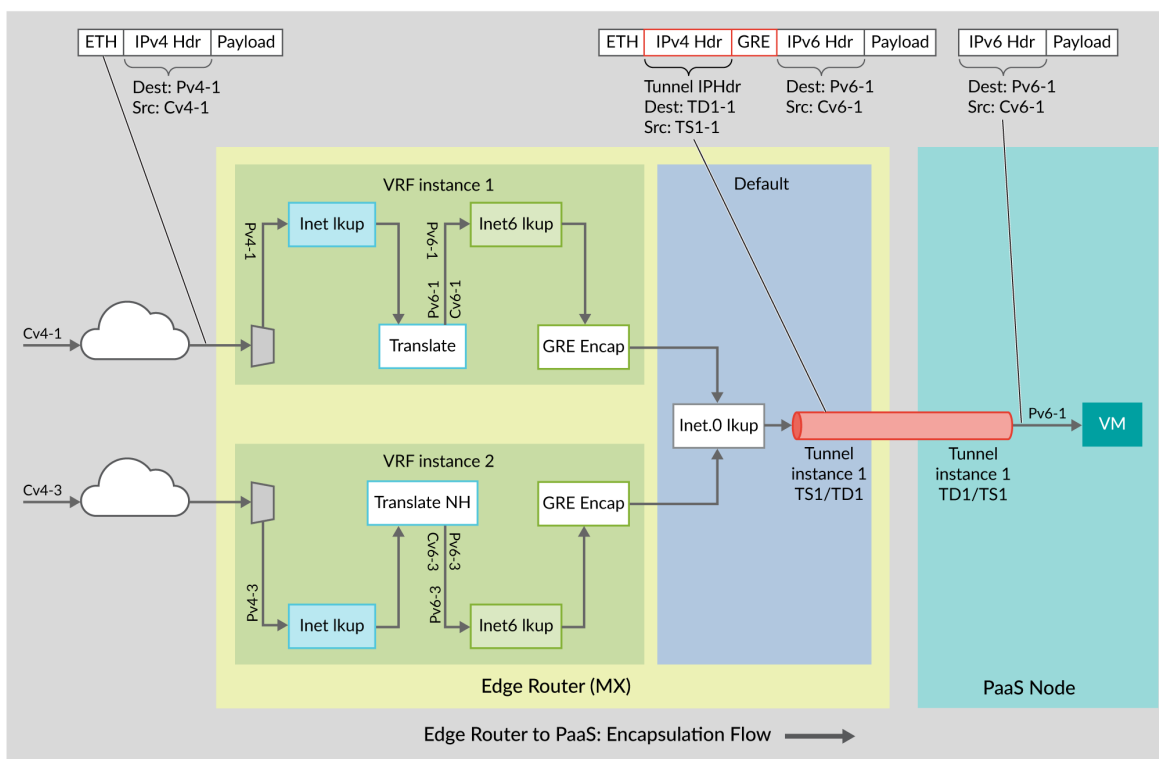 ETH IPv4 Hdr Payload
Dest: Pv4-1
Src: Cv4-1
ETH IPv4 Hdr GRE IPv6 Hdr Payload
Tunnel IPHdr
Dest: TD1-1
Src: TS1-1
Dest: Pv6-1
Src: Cv6-1
IPv6 Hdr Payload
Dest: Pv6-1
Src: Cv6-1
VRF instance 1
Default
Cv4-1
Pv4-1
Inet lkup
Translate
Pv6-1
Pv6-1
Cv6-1
Inet6 lkup
GRE Encap
Inet.0 lkup
Tunnel
instance 1
TS1/TD1
Tunnel
instance 1
TD1/TS1
Pv6-1
VM
VRF instance 2
Cv4-3
Pv4-3
Inet lkup
Translate NH
Cv6-3
Pv6-3
Pv6-3
Inet6 lkup
GRE Encap
Edge Router (MX)
PaaS Node
Edge Router to PaaS: Encapsulation Flow